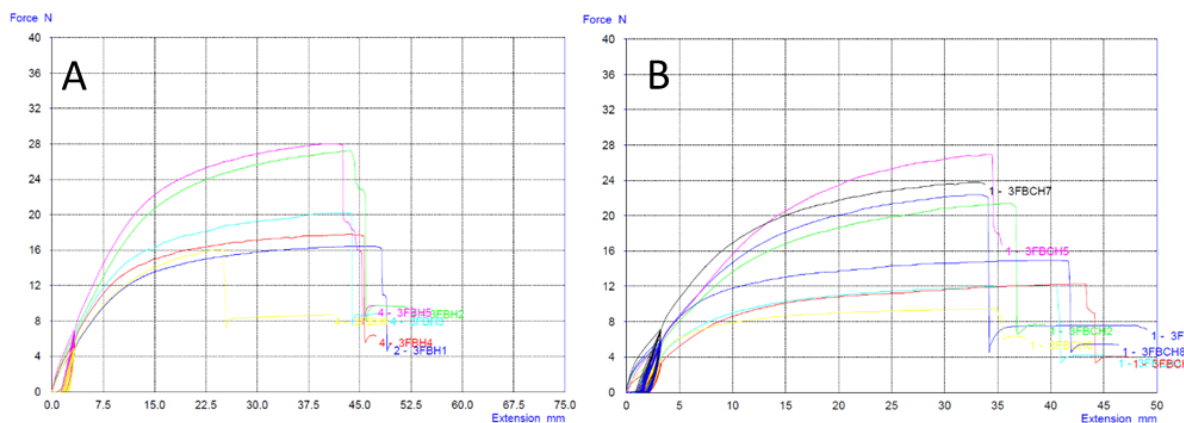 Force N
40
36
32
28
24
20
16
12
8
4
0
0.0 7.5 15.0 22.5 30.0 37.5 45.0 52.5 60.0 67.5 75.0
Extension mm
A
4 - 3FBH5
3FBH2
4 - 3FBH4
2 - 3FBH1
Force N
40
36
32
28
24
20
16
12
8
4
0
0 5 10 15 20 25 30 35 40 45 50
Extension mm
B
1 - 3FBCH7
1 - 3FBCH5
1 - 3FBCH2
1 - 3F
1 - 3FBCH8